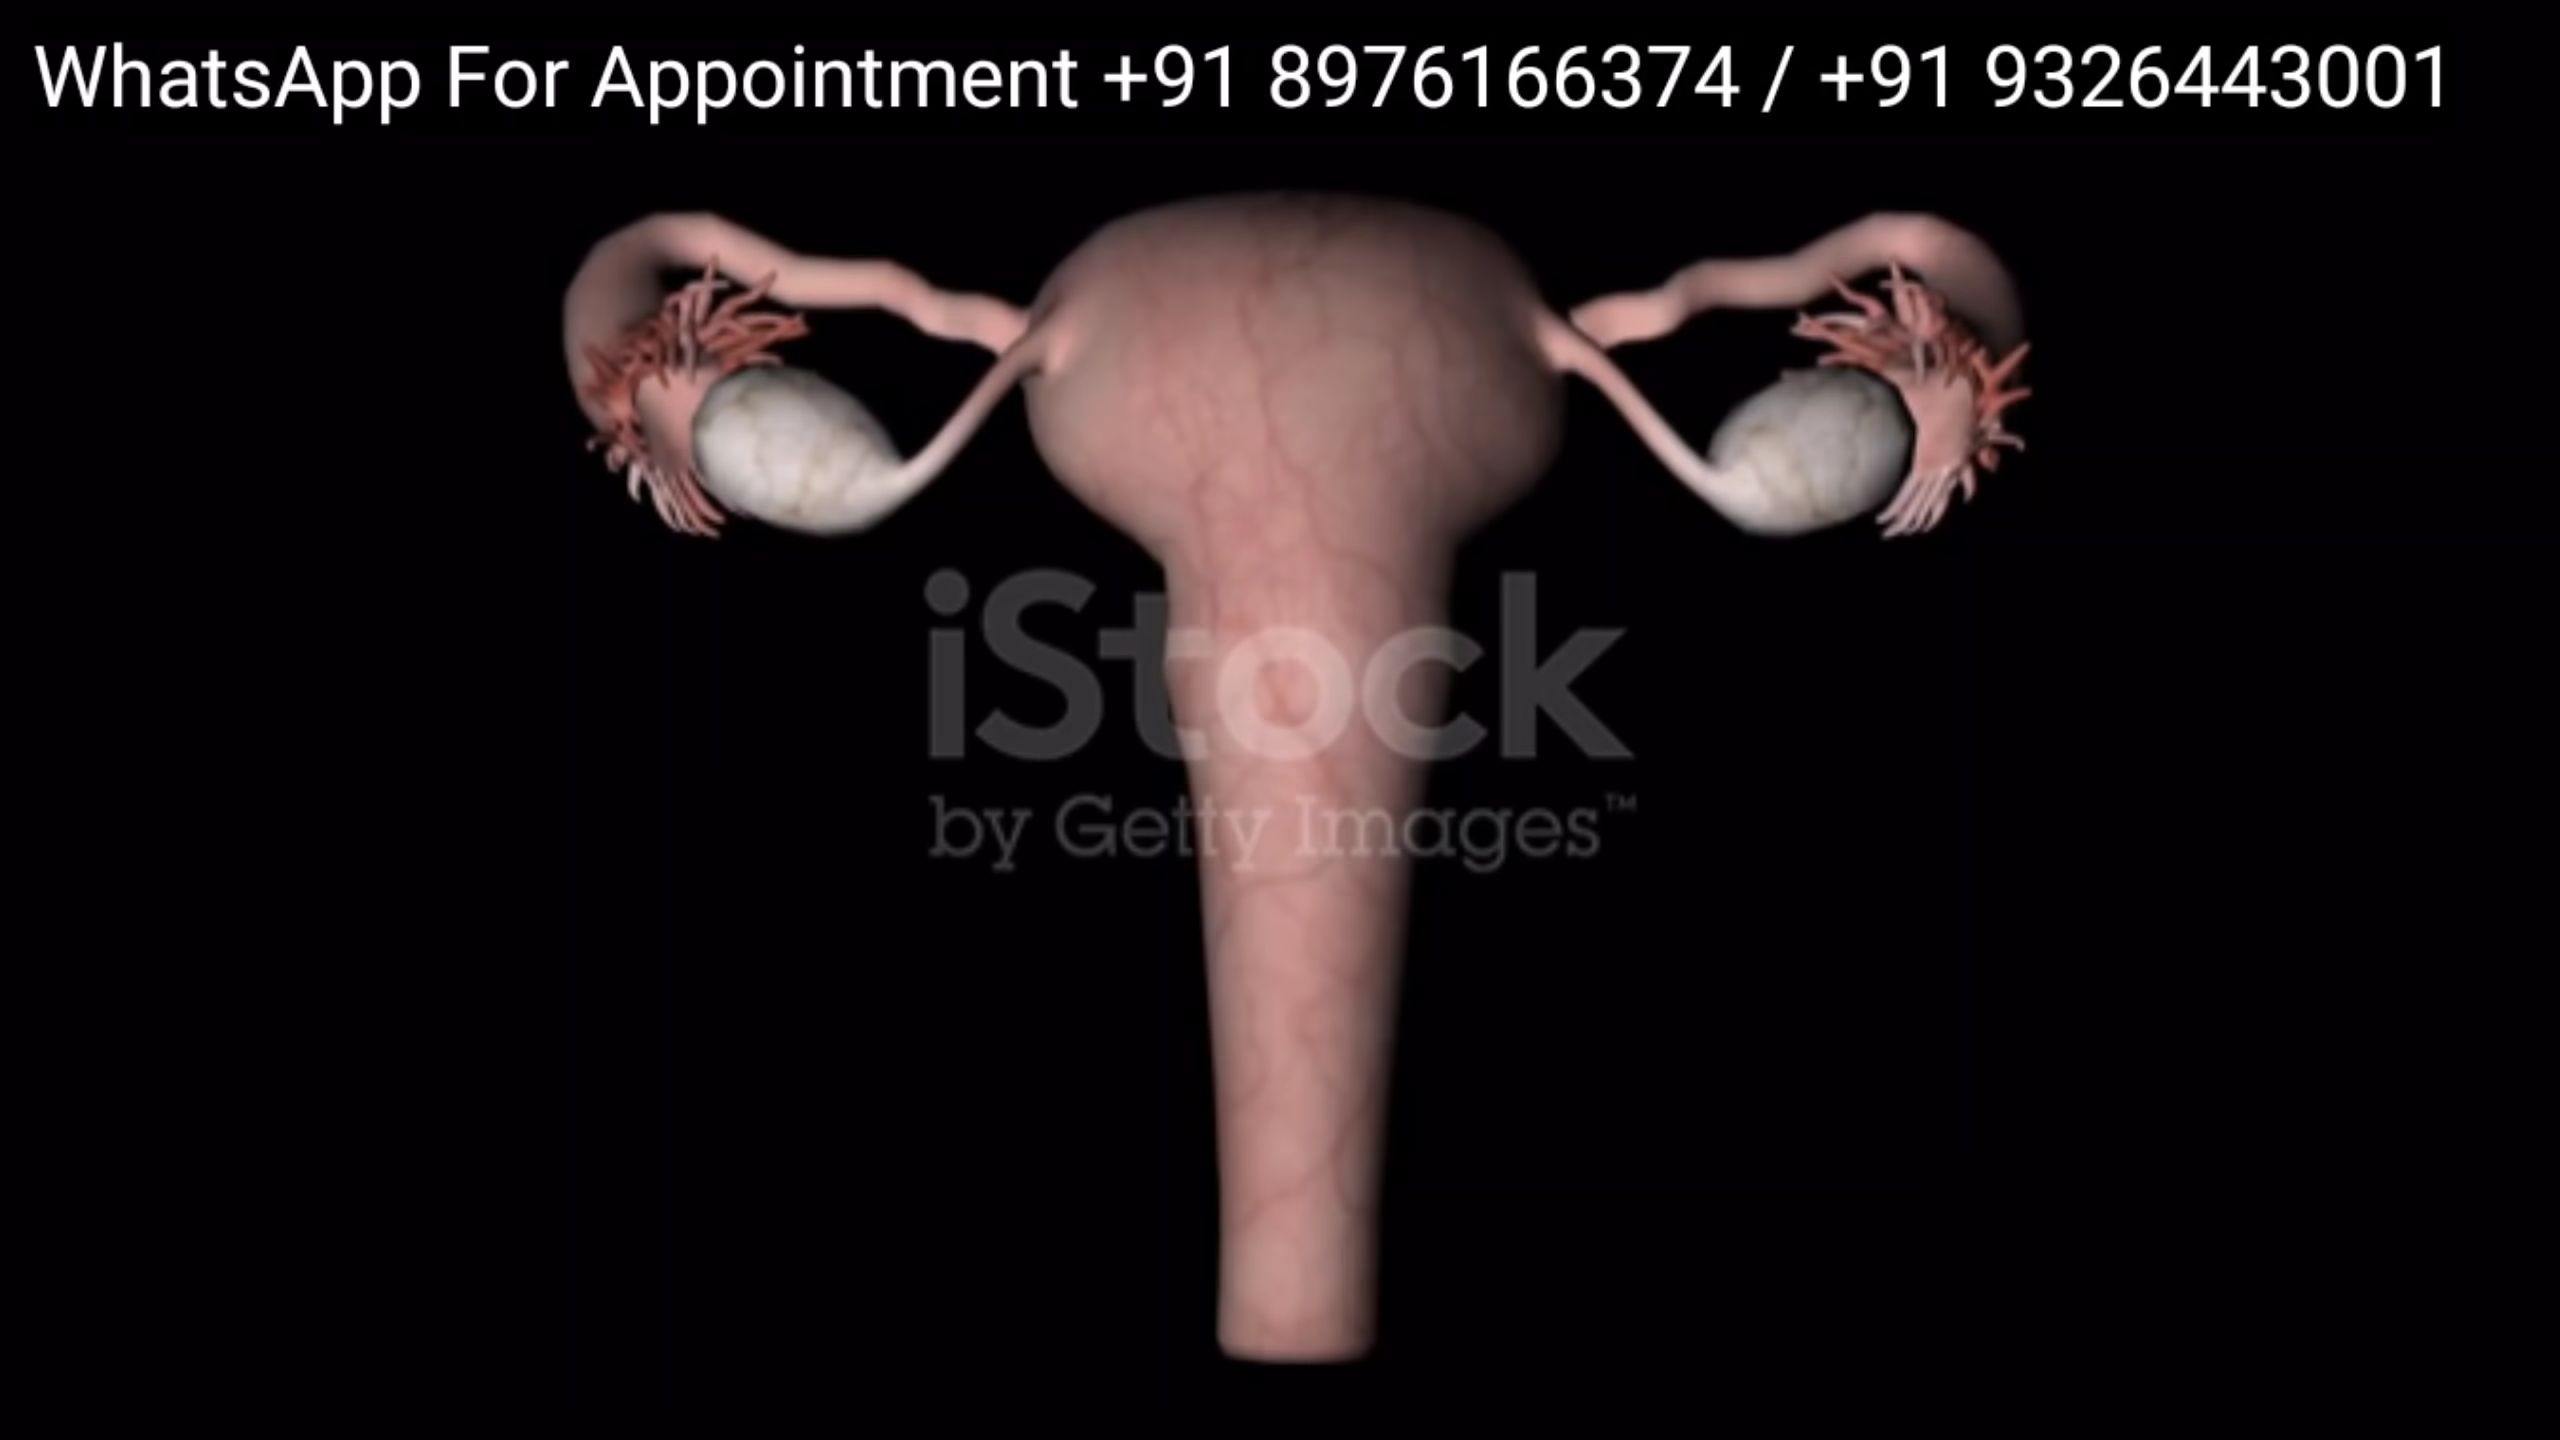 WhatsApp For Appointment +91 8976166374 / +91 9326443001
iStock
by Getty Images™